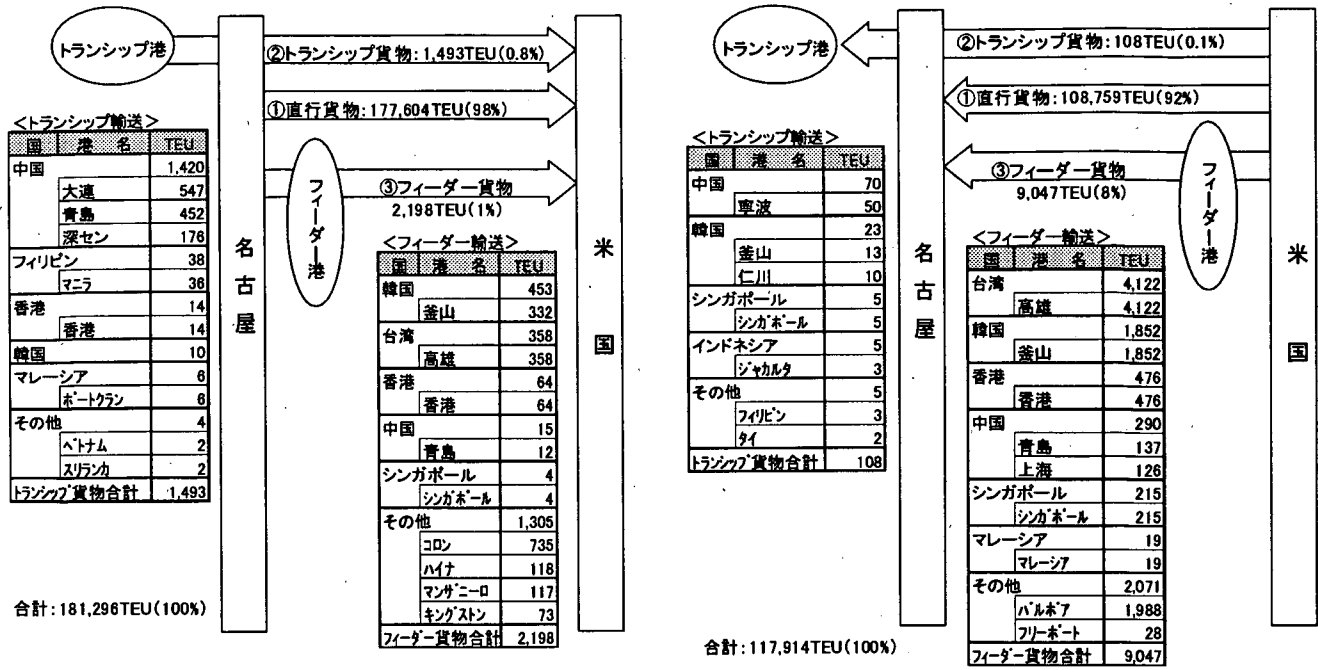 トランシップ港
②トランシップ貨物:1,493TEU(0.8%)
①直行貨物:177,604TEU(98%)
フィーダー港
③フィーダー貨物
2,198TEU(1%)
名古屋
米国
<トランシップ輸送>
国 港名 TEU
中国 1,420
大連 547
青島 452
深セン 176
フィリピン 38
マニラ 36
香港 14
香港 14
韓国 10
マレーシア 6
ポートクラン 6
その他 4
ベトナム 2
スリランカ 2
トランシップ貨物合計 1,493
<フィーダー輸送>
国 港名 TEU
韓国 453
釜山 332
台湾 358
高雄 358
香港 64
香港 64
中国 15
青島 12
シンガポール 4
シンガポール 4
その他 1,305
コロン 735
ハイナ 118
マンザニーロ 117
キングストン 73
フィーダー貨物合計 2,198
合計:181,296TEU(100%)
トランシップ港
②トランシップ貨物:108TEU(0.1%)
①直行貨物:108,759TEU(92%)
③フィーダー貨物
9,047TEU(8%)
フィーダー港
名古屋
米国
<トランシップ輸送>
国 港名 TEU
中国 70
寧波 50
韓国 23
釜山 13
仁川 10
シンガポール 5
シンガポール 5
インドネシア 5
ジャカルタ 3
その他 5
フィリピン 3
タイ 2
トランシップ貨物合計 108
<フィーダー輸送>
国 港名 TEU
台湾 4,122
高雄 4,122
韓国 1,852
釜山 1,852
香港 476
香港 476
中国 290
青島 137
上海 126
シンガポール 215
シンガポール 215
マレーシア 19
マレーシア 19
その他 2,071
バルボア 1,988
フリーポート 28
フィーダー貨物合計 9,047
合計:117,914TEU(100%)